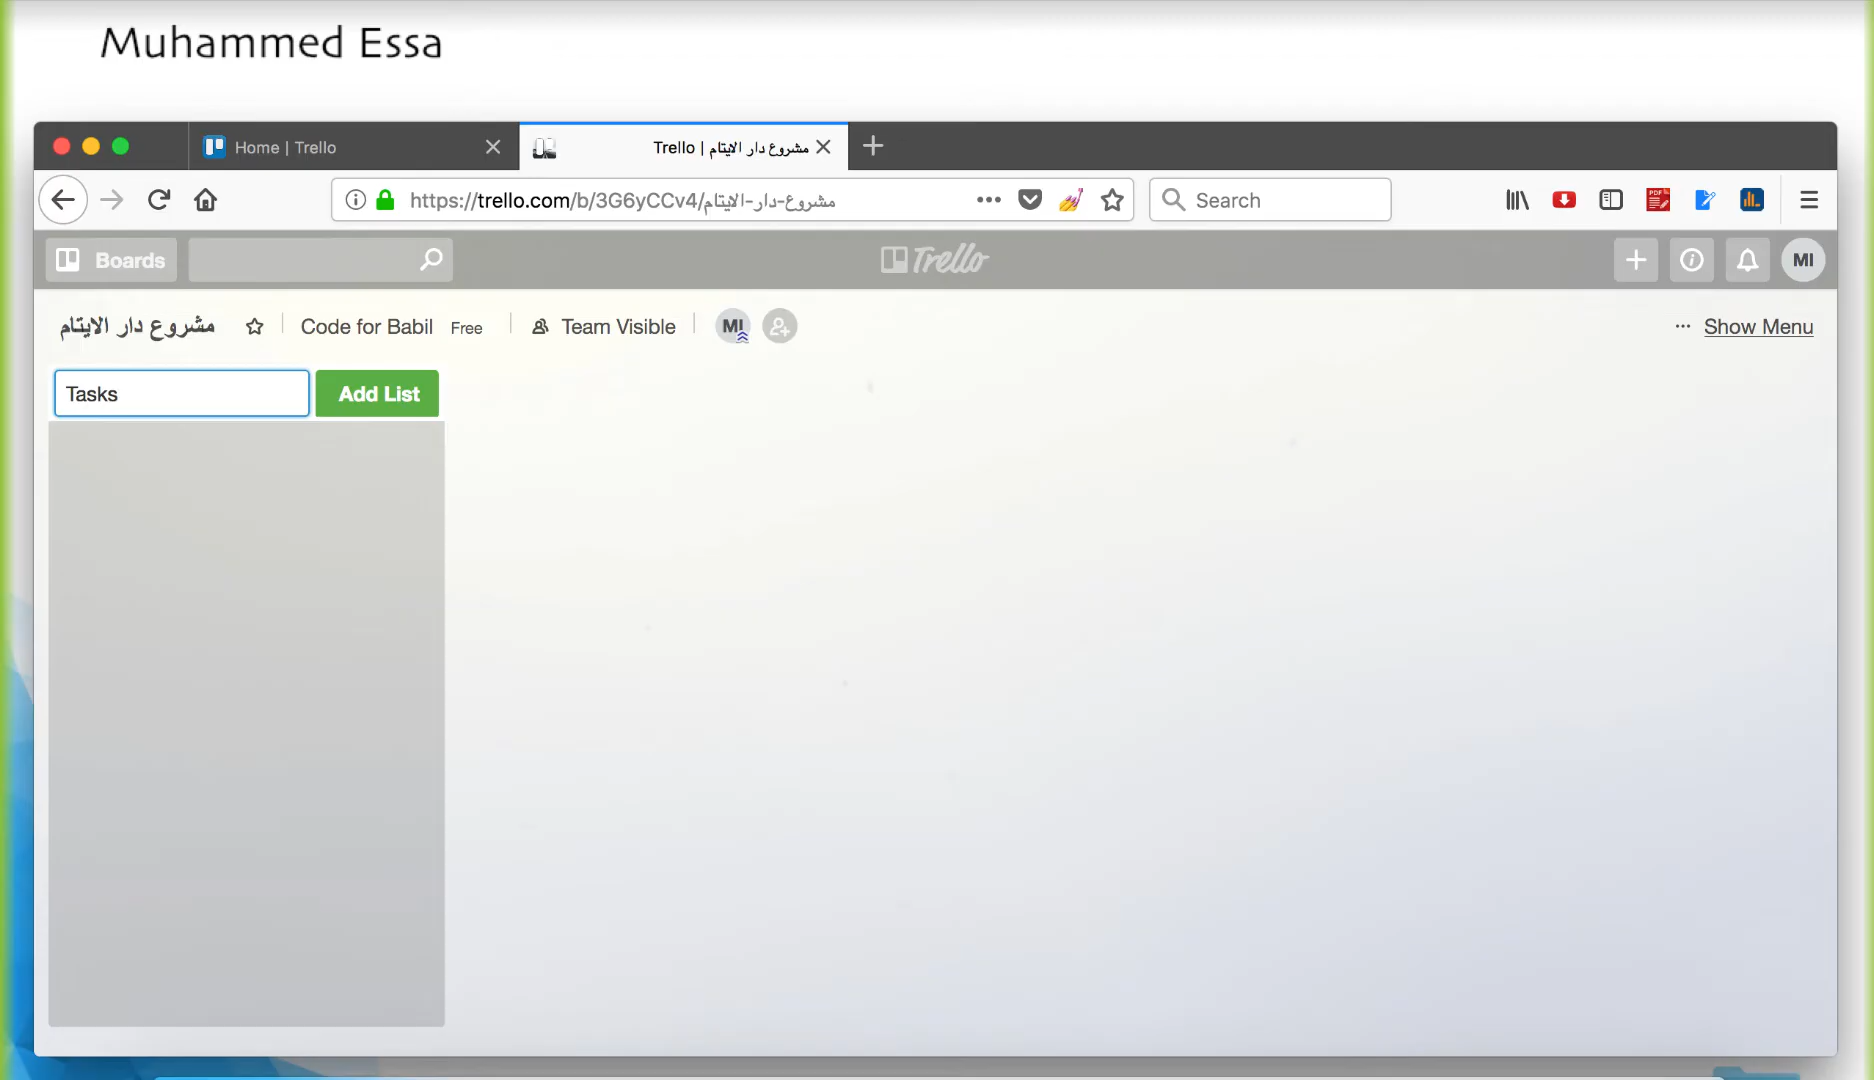 Muhammed Essa
Home | Trello
مشروع دار الايتام | Trello
https://trello.com/b/3G6yCCv4/مشروع-دار-الايتام
Search
Boards
Trello
MI
مشروع دار الايتام
Code for Babil Free
Team Visible
MI
Show Menu
Tasks
Add List